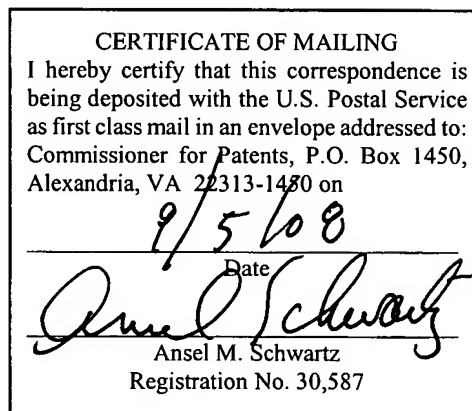 CERTIFICATE OF MAILING
I hereby certify that this correspondence is
being deposited with the U.S. Postal Service
as first class mail in an envelope addressed to:
Commissioner for Patents, P.O. Box 1450,
Alexandria, VA 22313-1450 on
9/5/08
Date
Ansel Schwartz
Ansel M. Schwartz
Registration No. 30,587